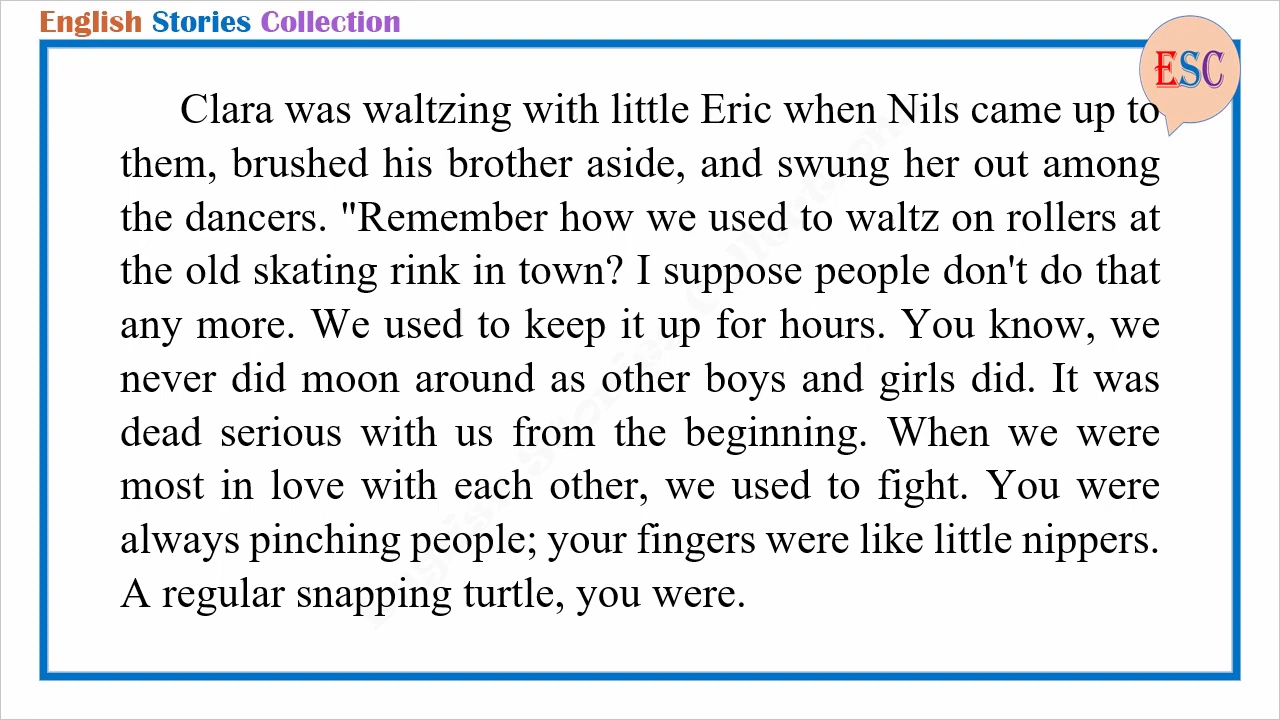 English Stories Collection
ESC
Clara was waltzing with little Eric when Nils came up to
them, brushed his brother aside, and swung her out among
the dancers. "Remember how we used to waltz on rollers at
the old skating rink in town? I suppose people don't do that
any more. We used to keep it up for hours. You know, we
never did moon around as other boys and girls did. It was
dead serious with us from the beginning. When we were
most in love with each other, we used to fight. You were
always pinching people; your fingers were like little nippers.
A regular snapping turtle, you were.